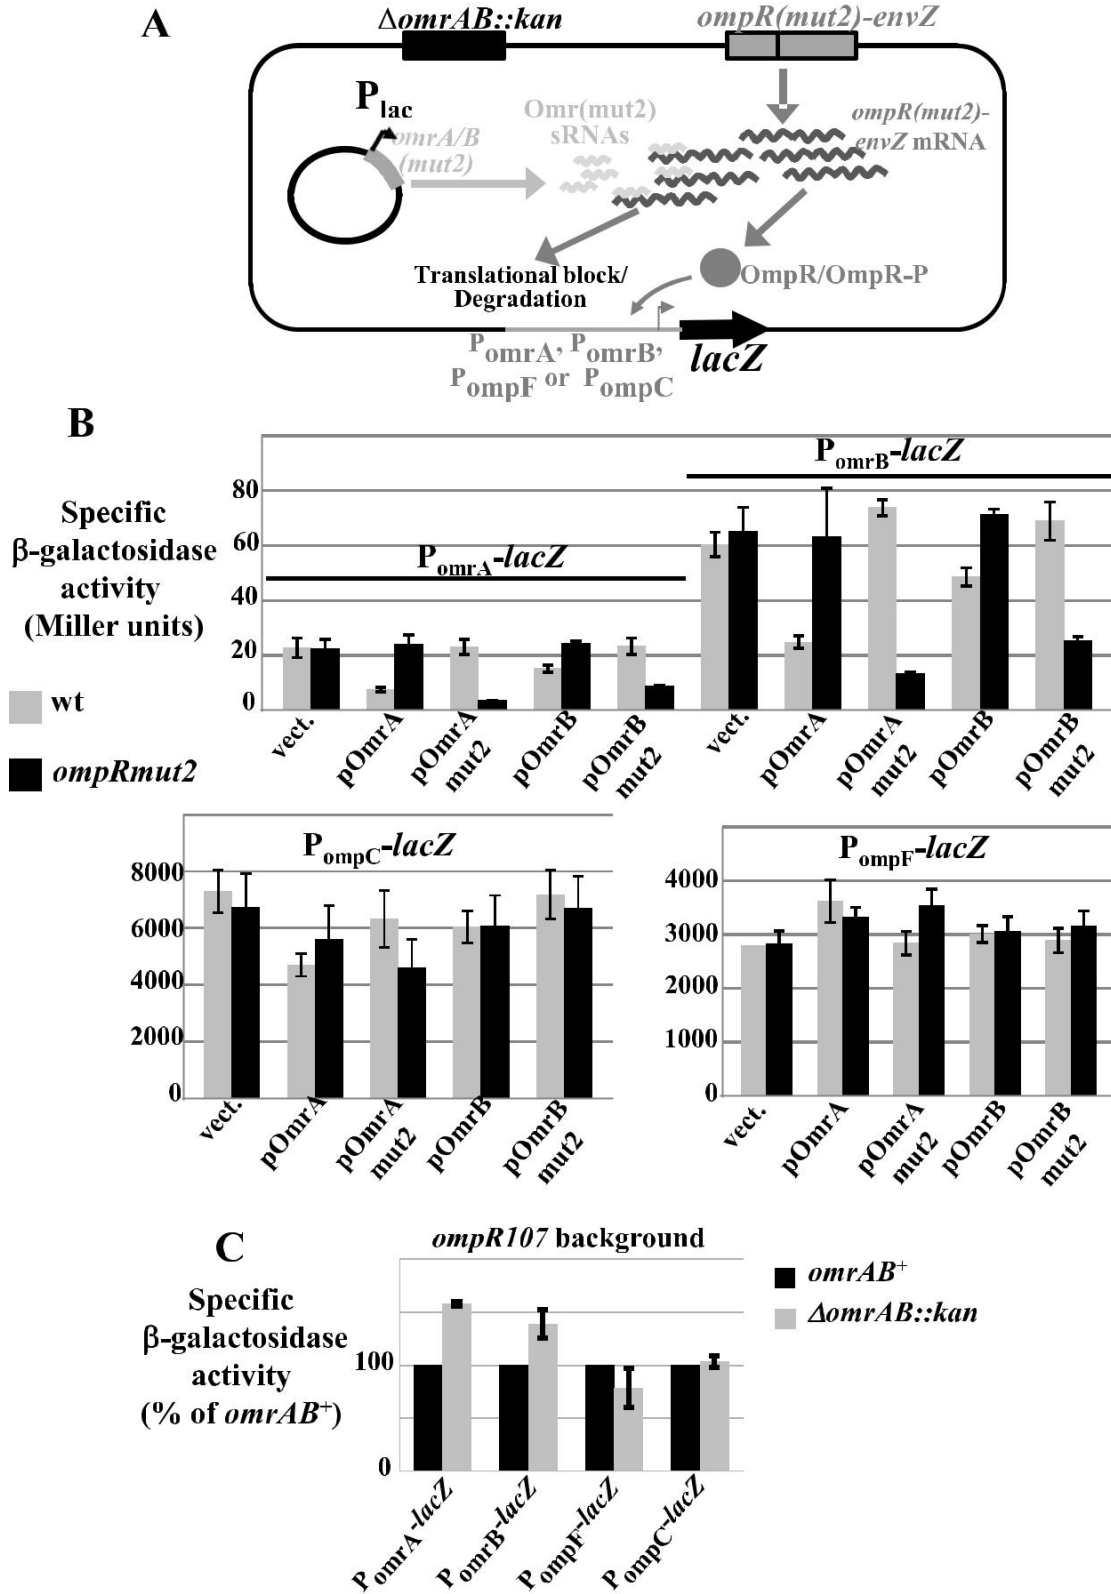 A
ΔomrAB::kan
ompR(mut2)-envZ
Plac
omrA/B
(mut2)
Omr(mut2)
sRNAs
ompR(mut2)-
envZ mRNA
Translational block/
Degradation
OmpR/OmpR-P
PomrA, PomrB,
PompF or PompC
lacZ
B
Specific
β-galactosidase
activity
(Miller units)
wt
ompRmut2
PomrA-lacZ
PomrB-lacZ
80
60
40
20
0
vect.
pOmrA
pOmrA
mut2
pOmrB
pOmrB
mut2
vect.
pOmrA
pOmrA
mut2
pOmrB
pOmrB
mut2
PompC-lacZ
8000
6000
4000
2000
0
vect.
pOmrA
pOmrA
mut2
pOmrB
pOmrB
mut2
PompF-lacZ
4000
3000
2000
1000
0
vect.
pOmrA
pOmrA
mut2
pOmrB
pOmrB
mut2
C
ompR107 background
Specific
β-galactosidase
activity
(% of omrAB+)
100
0
omrAB+
ΔomrAB::kan
PomrA-lacZ
PomrB-lacZ
PompF-lacZ
PompC-lacZ